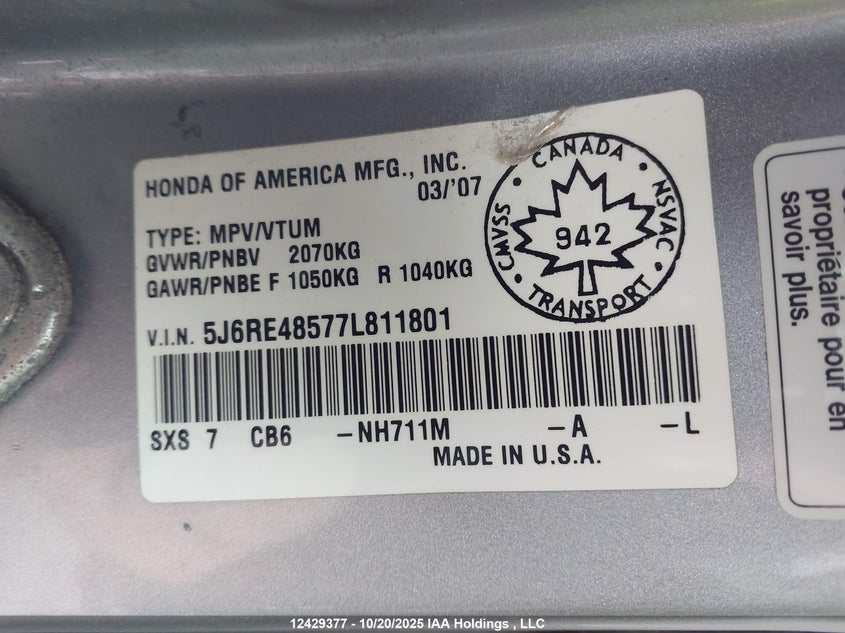 HONDA OF AMERICA MFG., INC.
03/'07
TYPE: MPV/VTUM
GVWR/PNBV 2070KG
GAWR/PNBE F 1050KG R 1040KG
V.I.N. 5J6RE48577L811801
SXS 7 CB6 -NH711M -A -L
MADE IN U.S.A.
CANADA
CMVSS
NSVAC
942
TRANSPORT
propriétaire pour en
savoir plus.
12429377 - 10/20/2025 IAA Holdings , LLC